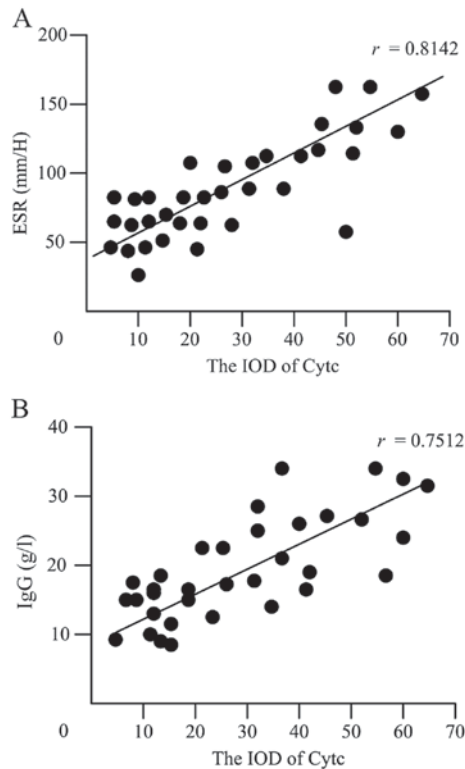 A
200
r = 0.8142
150
ESR (mm/H)
100
50
0
10 20 30 40 50 60 70
The IOD of Cytc
B
40
r = 0.7512
30
IgG (g/l)
20
10
0
10 20 30 40 50 60 70
The IOD of Cytc